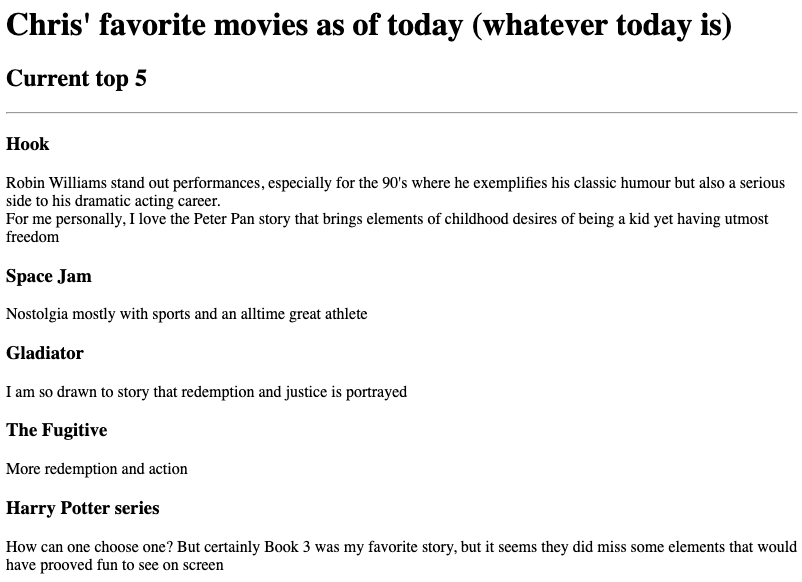 Chris' favorite movies as of today (whatever today is)
Current top 5
Hook
Robin Williams stand out performances, especially for the 90's where he exemplifies his classic humour but also a serious
side to his dramatic acting career.
For me personally, I love the Peter Pan story that brings elements of childhood desires of being a kid yet having utmost
freedom
Space Jam
Nostolgia mostly with sports and an alltime great athlete
Gladiator
I am so drawn to story that redemption and justice is portrayed
The Fugitive
More redemption and action
Harry Potter series
How can one choose one? But certainly Book 3 was my favorite story, but it seems they did miss some elements that would
have prooved fun to see on screen